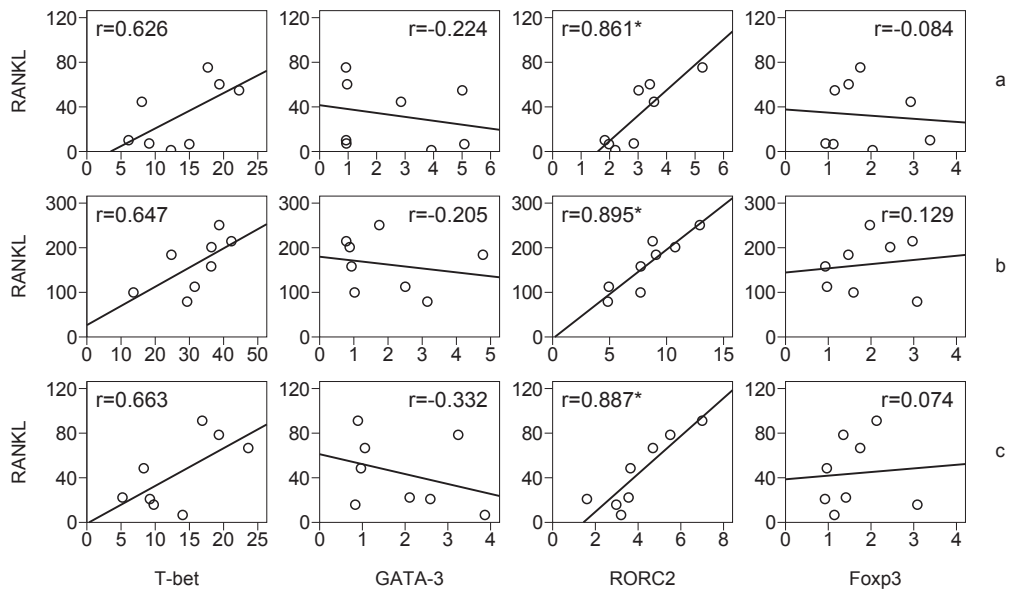 120 r=0.626 120 r=-0.224 120 r=0.861* 120 r=-0.084
80 80 80 80
RANKL a
40 40 40 40
0 0 0 0
0 5 10 15 20 25 0 1 2 3 4 5 6 0 1 2 3 4 5 6 0 1 2 3 4
300 r=0.647 300 r=-0.205 300 r=0.895* 300 r=0.129
200 200 200 200
RANKL b
100 100 100 100
0 0 0 0
0 10 20 30 40 50 0 1 2 3 4 5 0 5 10 15 0 1 2 3 4
120 r=0.663 120 r=-0.332 120 r=0.887* 120 r=0.074
80 80 80 80
RANKL c
40 40 40 40
0 0 0 0
0 5 10 15 20 25 0 1 2 3 4 0 2 4 6 8 0 1 2 3 4
T-bet GATA-3 RORC2 Foxp3